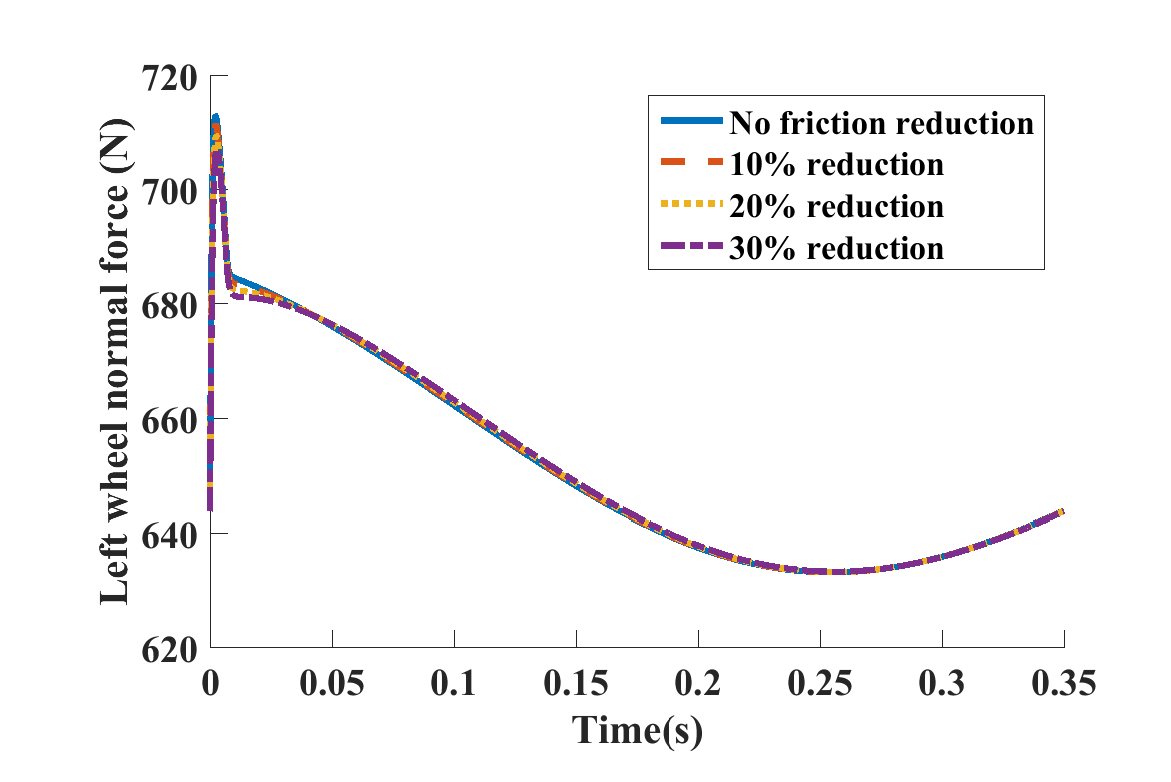 720
700
680
660
640
620
Left wheel normal force (N)
No friction reduction
10% reduction
20% reduction
30% reduction
0 0.05 0.1 0.15 0.2 0.25 0.3 0.35
Time(s)